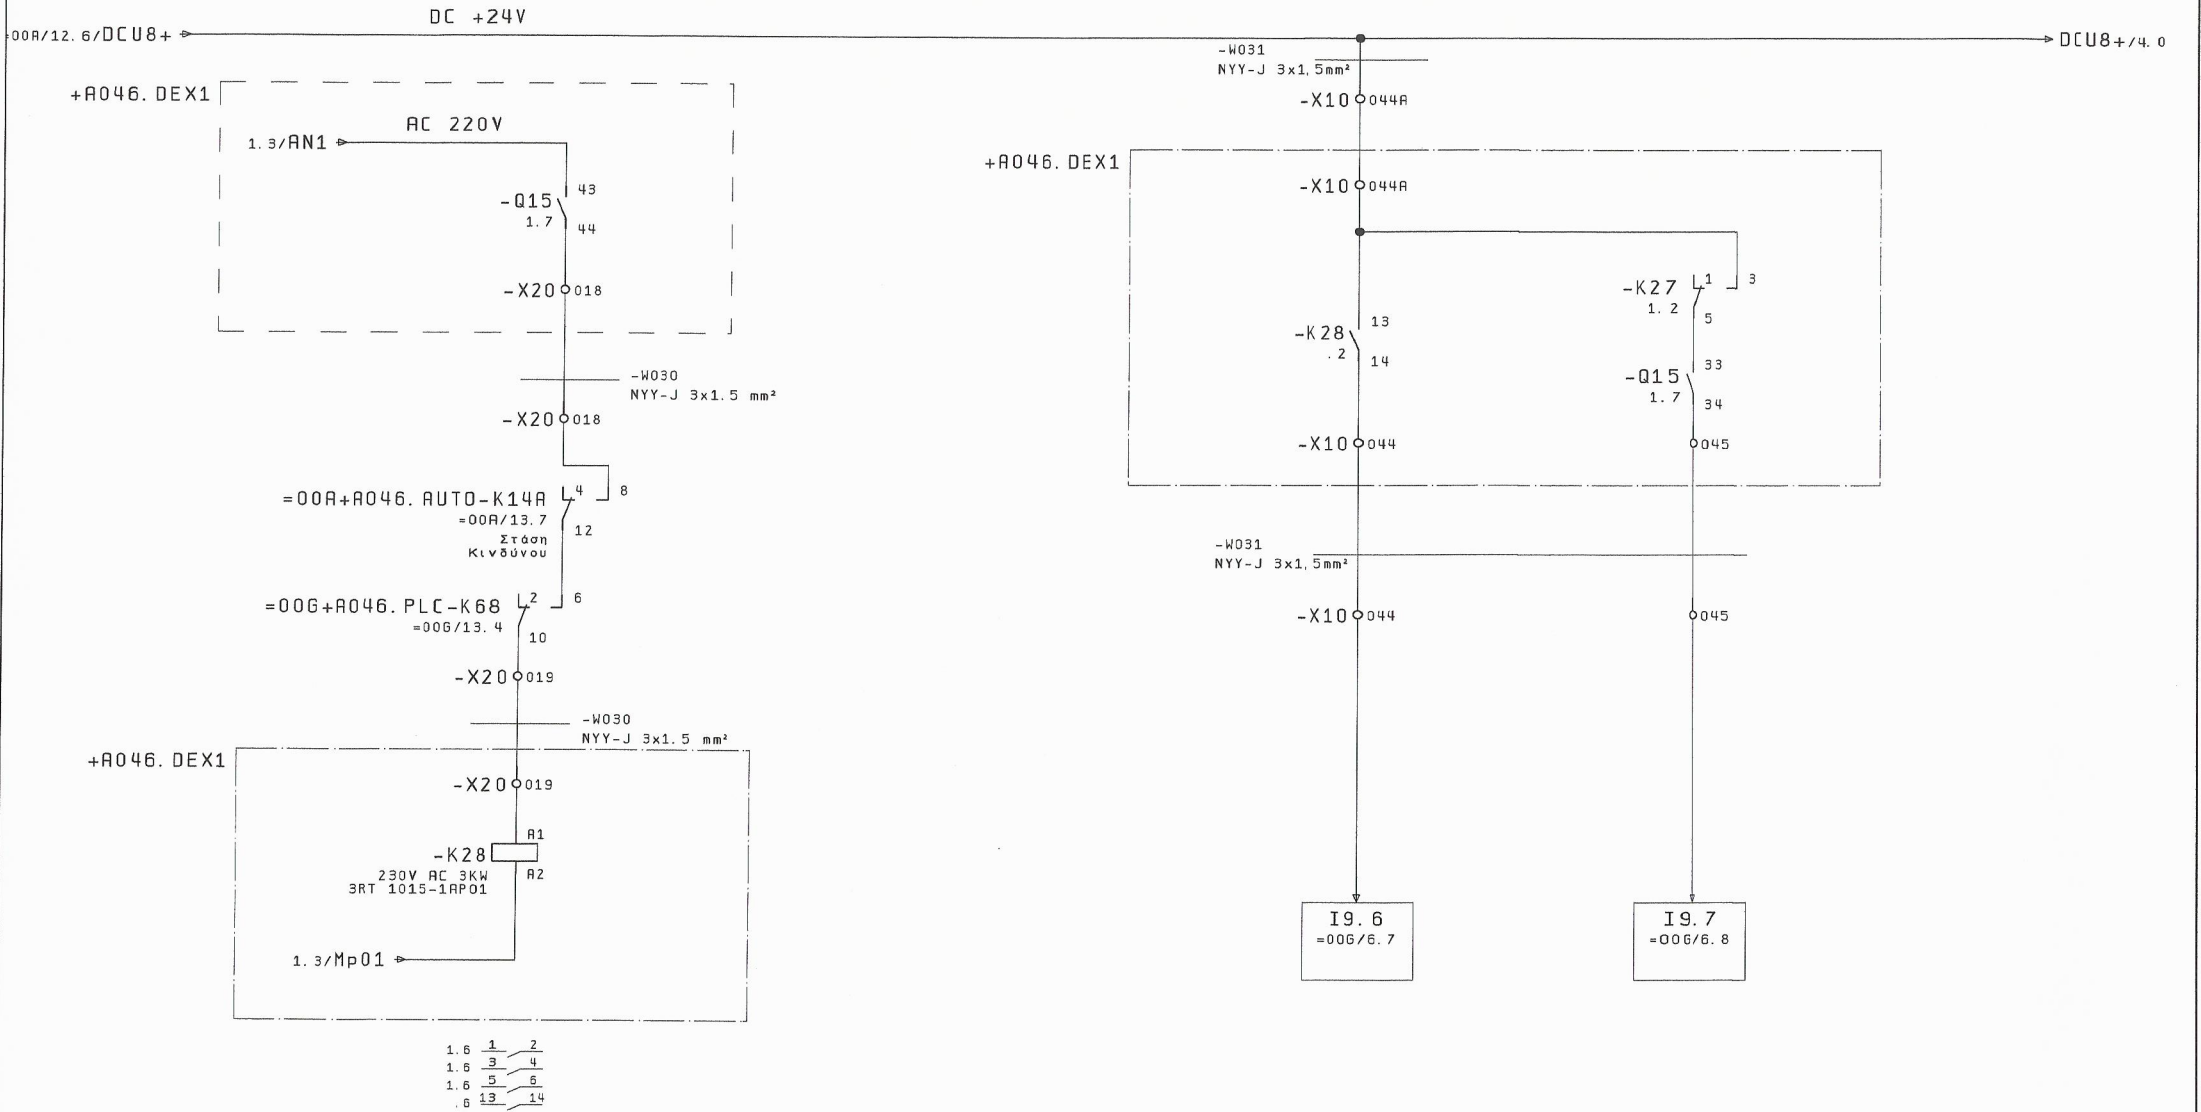 DC +24V
=00A/12.6/DCU8+
DCU8+/4.0
+A046.DEX1
AC 220V
1.3/AN1
-Q15
1.7
43
44
-X20 018
-W030
NYY-J 3x1.5 mm²
-X20 018
=00A+A046.AUTO-K14A
=00A/13.7
Στάση
Κινδύνου
4
8
12
=00G+A046.PLC-K68
=00G/13.4
2
6
10
-X20 019
-W030
NYY-J 3x1.5 mm²
+A046.DEX1
-X20 019
-K28
230V AC 3KW
3RT 1015-1AP01
A1
A2
1.3/Mp01
1.6 1 2
1.6 3 4
1.6 5 6
.6 13 14
-W031
NYY-J 3x1,5mm²
-X10 044A
+A046.DEX1
-X10 044A
-K27
1.2
1
3
5
-K28
.2
13
14
-Q15
1.7
33
34
-X10 044
045
-W031
NYY-J 3x1,5mm²
-X10 044
045
I9.6
=00G/6.7
I9.7
=00G/6.8